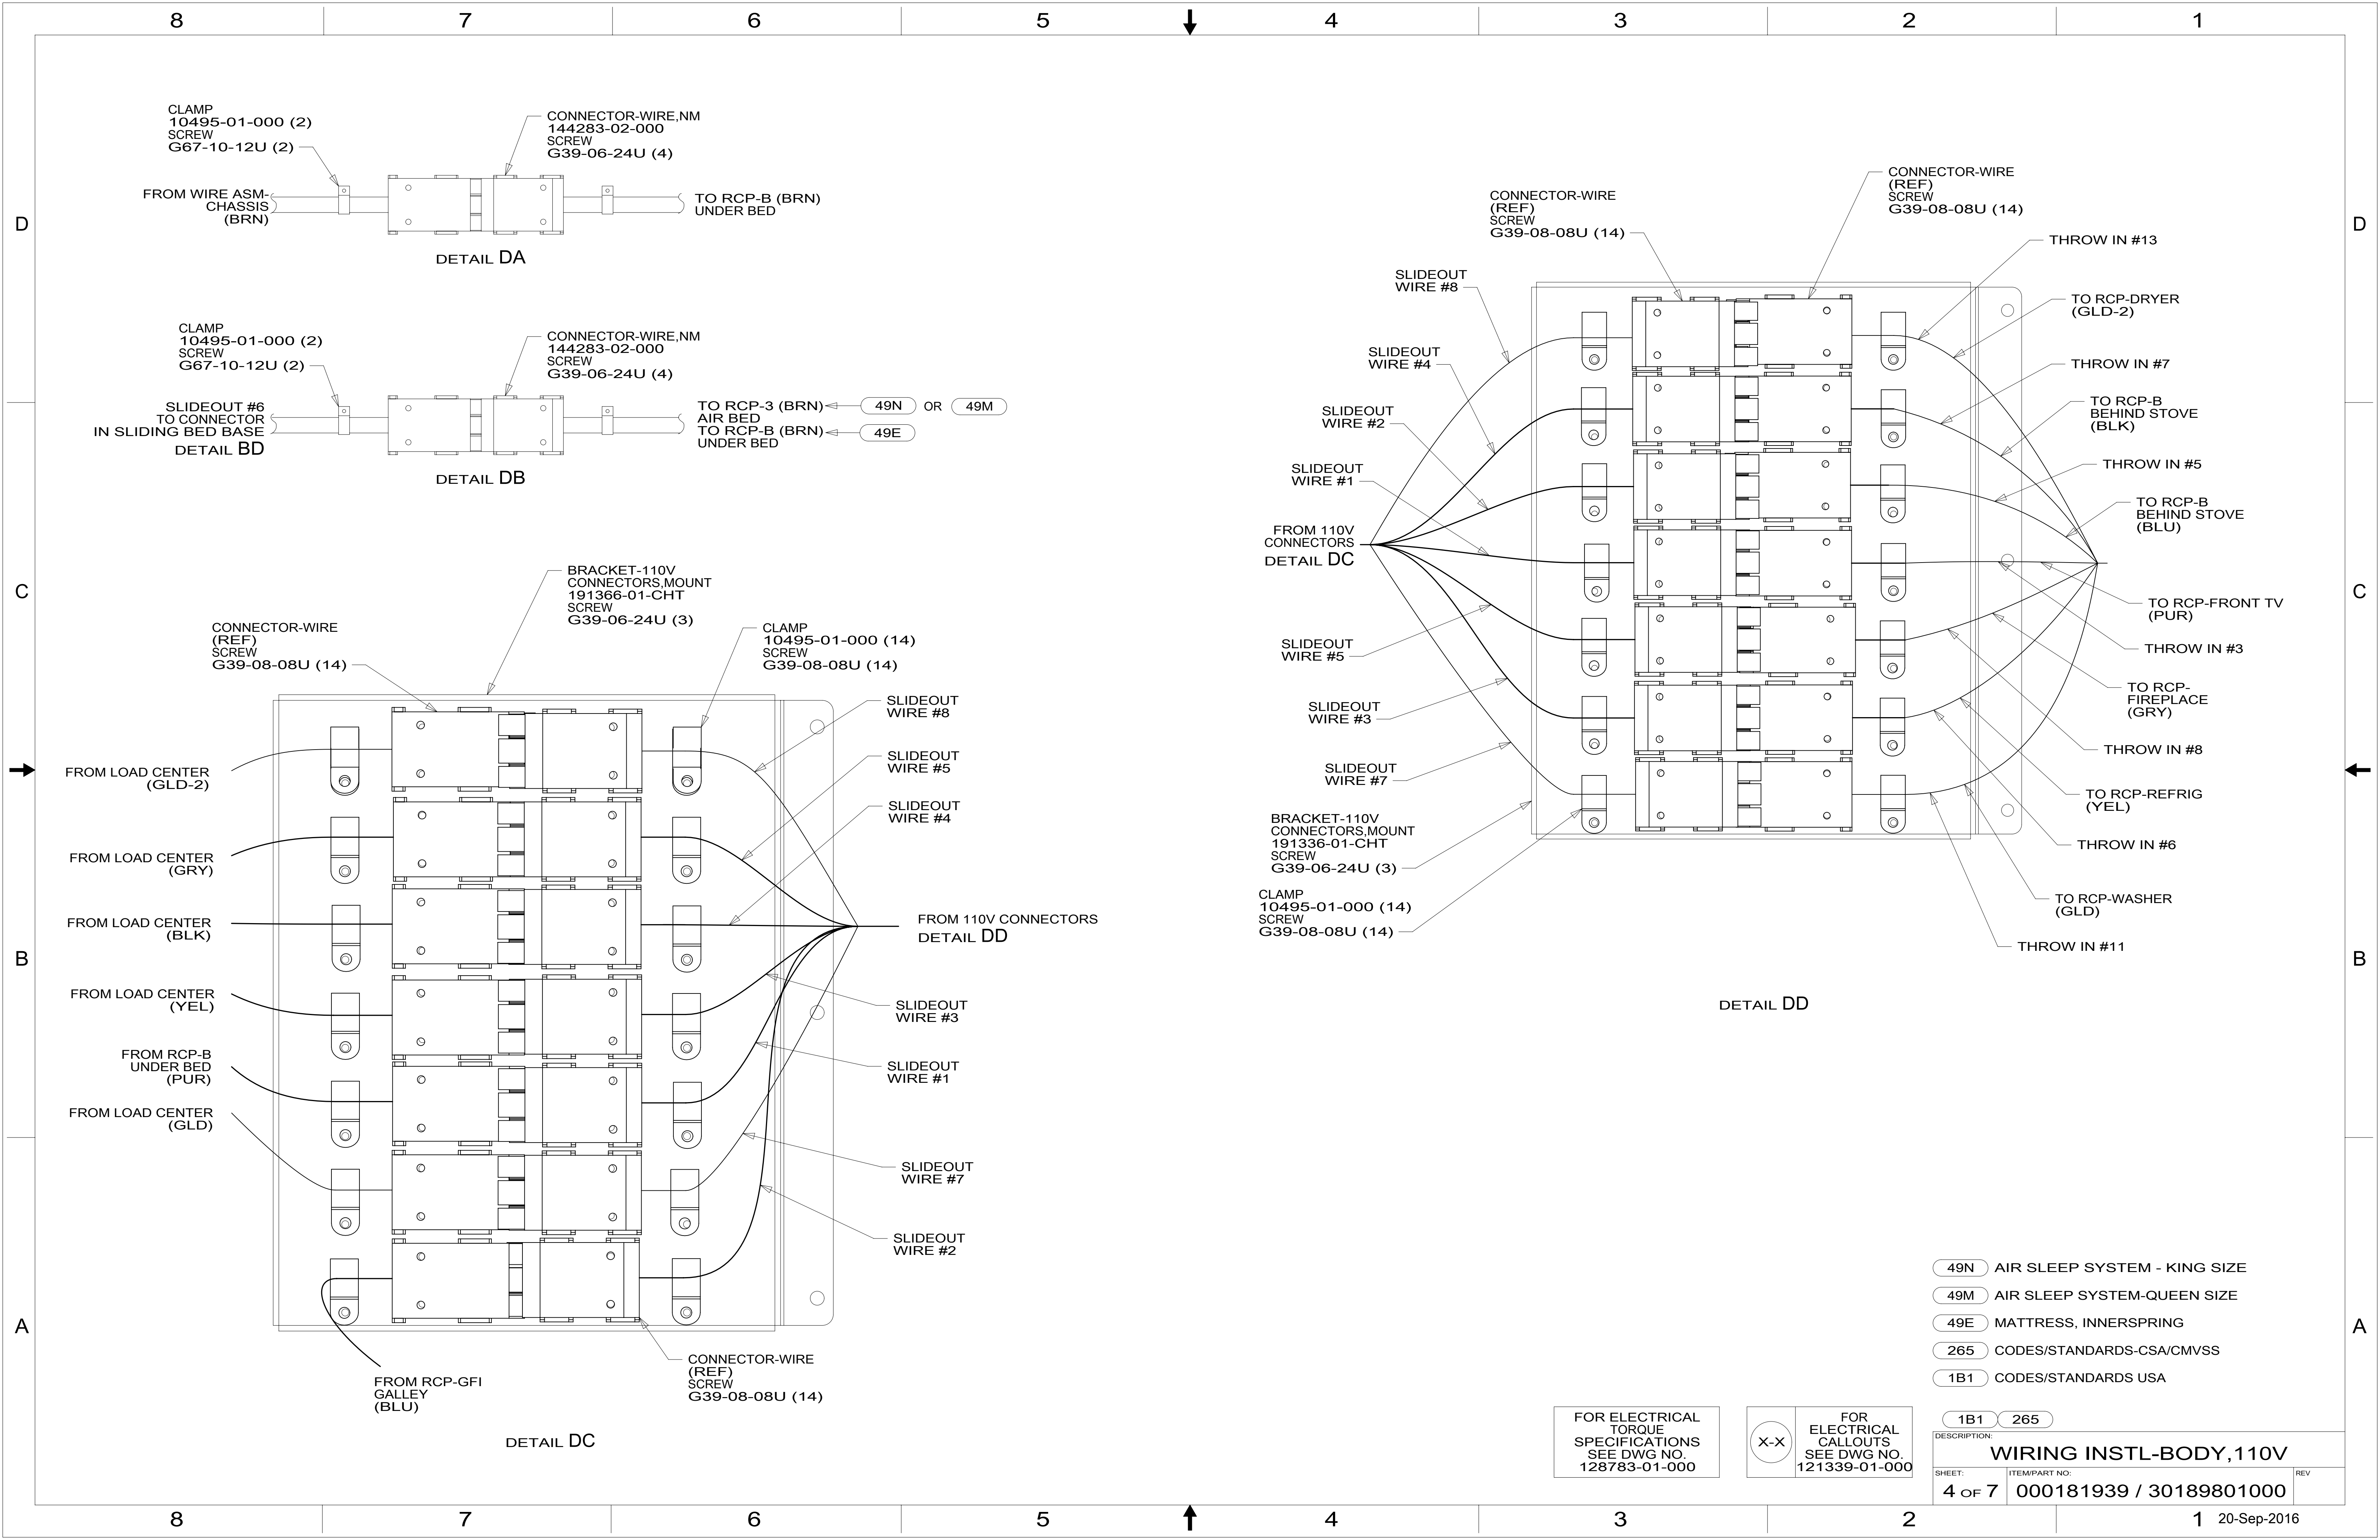 8 7 6 5 4 3 2 1
D
C
B
A
CLAMP
10495-01-000 (2)
SCREW
G67-10-12U (2)
CONNECTOR-WIRE,NM
144283-02-000
SCREW
G39-06-24U (4)
FROM WIRE ASM-
CHASSIS
(BRN)
TO RCP-B (BRN)
UNDER BED
DETAIL DA
CLAMP
10495-01-000 (2)
SCREW
G67-10-12U (2)
CONNECTOR-WIRE,NM
144283-02-000
SCREW
G39-06-24U (4)
SLIDEOUT #6
TO CONNECTOR
IN SLIDING BED BASE
DETAIL BD
TO RCP-3 (BRN) 49N OR 49M
AIR BED
TO RCP-B (BRN) 49E
UNDER BED
DETAIL DB
BRACKET-110V
CONNECTORS,MOUNT
191366-01-CHT
SCREW
G39-06-24U (3)
CONNECTOR-WIRE
(REF)
SCREW
G39-08-08U (14)
CLAMP
10495-01-000 (14)
SCREW
G39-08-08U (14)
FROM LOAD CENTER
(GLD-2)
FROM LOAD CENTER
(GRY)
FROM LOAD CENTER
(BLK)
FROM LOAD CENTER
(YEL)
FROM RCP-B
UNDER BED
(PUR)
FROM LOAD CENTER
(GLD)
FROM RCP-GFI
GALLEY
(BLU)
SLIDEOUT
WIRE #8
SLIDEOUT
WIRE #5
SLIDEOUT
WIRE #4
FROM 110V CONNECTORS
DETAIL DD
SLIDEOUT
WIRE #3
SLIDEOUT
WIRE #1
SLIDEOUT
WIRE #7
SLIDEOUT
WIRE #2
CONNECTOR-WIRE
(REF)
SCREW
G39-08-08U (14)
DETAIL DC
CONNECTOR-WIRE
(REF)
SCREW
G39-08-08U (14)
CONNECTOR-WIRE
(REF)
SCREW
G39-08-08U (14)
SLIDEOUT
WIRE #8
SLIDEOUT
WIRE #4
SLIDEOUT
WIRE #2
SLIDEOUT
WIRE #1
FROM 110V
CONNECTORS
DETAIL DC
SLIDEOUT
WIRE #5
SLIDEOUT
WIRE #3
SLIDEOUT
WIRE #7
BRACKET-110V
CONNECTORS,MOUNT
191336-01-CHT
SCREW
G39-06-24U (3)
CLAMP
10495-01-000 (14)
SCREW
G39-08-08U (14)
THROW IN #13
TO RCP-DRYER
(GLD-2)
THROW IN #7
TO RCP-B
BEHIND STOVE
(BLK)
THROW IN #5
TO RCP-B
BEHIND STOVE
(BLU)
TO RCP-FRONT TV
(PUR)
THROW IN #3
TO RCP-
FIREPLACE
(GRY)
THROW IN #8
TO RCP-REFRIG
(YEL)
THROW IN #6
TO RCP-WASHER
(GLD)
THROW IN #11
DETAIL DD
49N AIR SLEEP SYSTEM - KING SIZE
49M AIR SLEEP SYSTEM-QUEEN SIZE
49E MATTRESS, INNERSPRING
265 CODES/STANDARDS-CSA/CMVSS
1B1 CODES/STANDARDS USA
FOR ELECTRICAL
TORQUE
SPECIFICATIONS
SEE DWG NO.
128783-01-000
X-X
FOR
ELECTRICAL
CALLOUTS
SEE DWG NO.
121339-01-000
1B1 265
DESCRIPTION:
WIRING INSTL-BODY,110V
SHEET: ITEM/PART NO: REV
4 OF 7 000181939 / 30189801000
D
C
B
A
8 7 6 5 4 3 2 1
20-Sep-2016